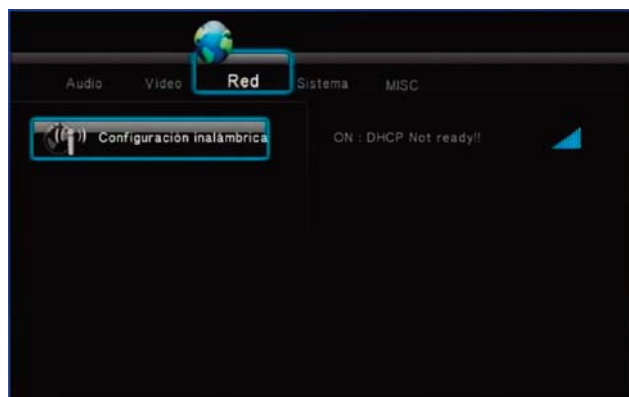 Audio Video Red Sistema MISC
Configuración inalámbrica ON : DHCP Not ready!!